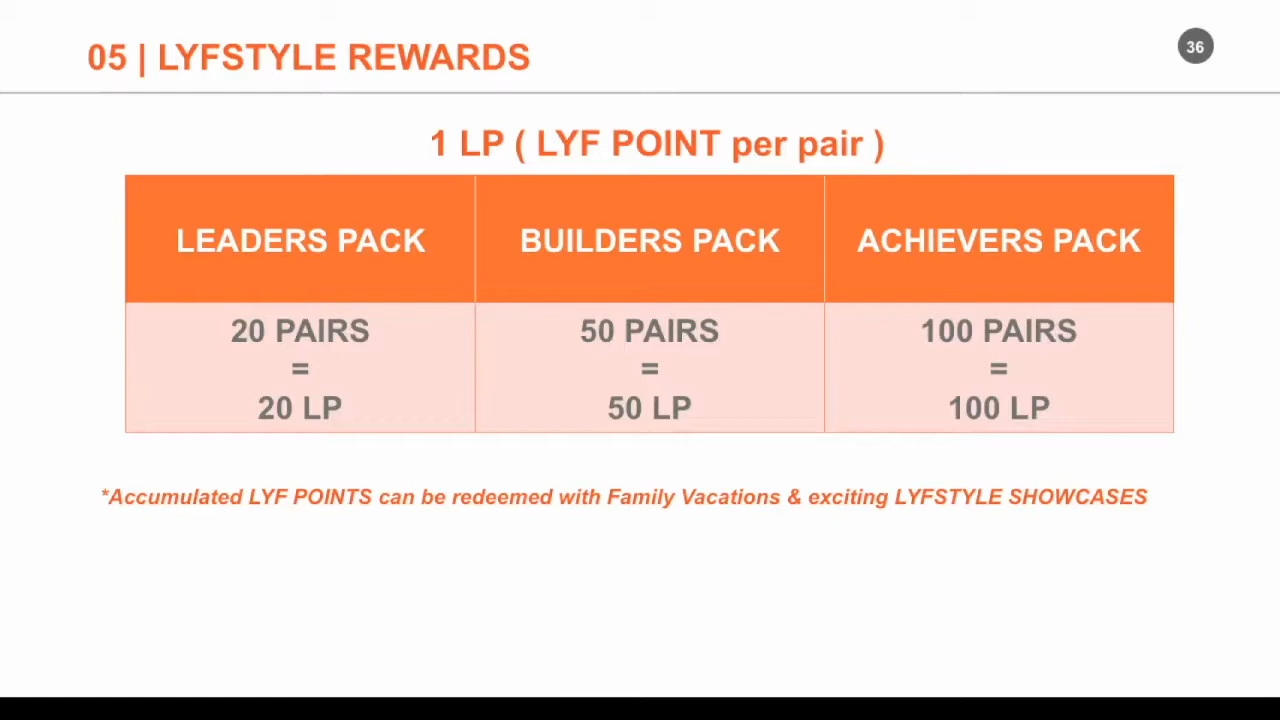 05 | LYFSTYLE REWARDS
36
1 LP ( LYF POINT per pair )
LEADERS PACK
BUILDERS PACK
ACHIEVERS PACK
20 PAIRS
=
20 LP
50 PAIRS
=
50 LP
100 PAIRS
=
100 LP
*Accumulated LYF POINTS can be redeemed with Family Vacations & exciting LYFSTYLE SHOWCASES